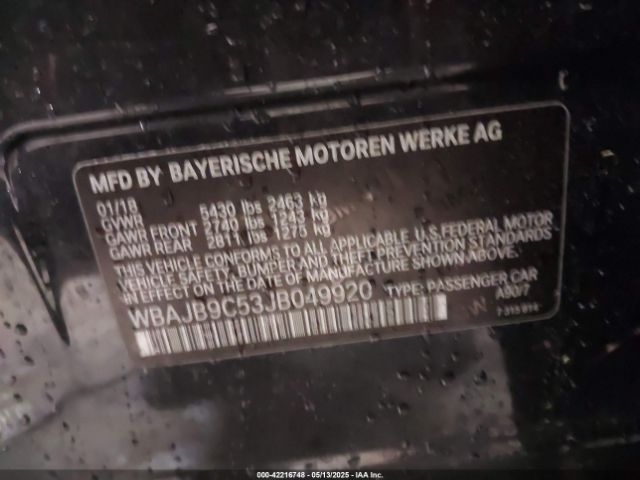 MFD BY BAYERISCHE MOTOREN WERKE AG
01/18
GVWR 5430 lbs 2463 kg
GAWR FRONT 2740 lbs 1243 kg
GAWR REAR 2811 lbs 1275 kg
THIS VEHICLE CONFORMS TO ALL APPLICABLE U.S. FEDERAL MOTOR
VEHICLE SAFETY, BUMPER AND THEFT PREVENTION STANDARDS
IN EFFECT ON THE DATE OF MANUFACTURE SHOWN ABOVE.
WBAJB9C53JB049920 TYPE: PASSENGER CAR
A90/7
000-42216748 - 05/13/2025 - IAA Inc.